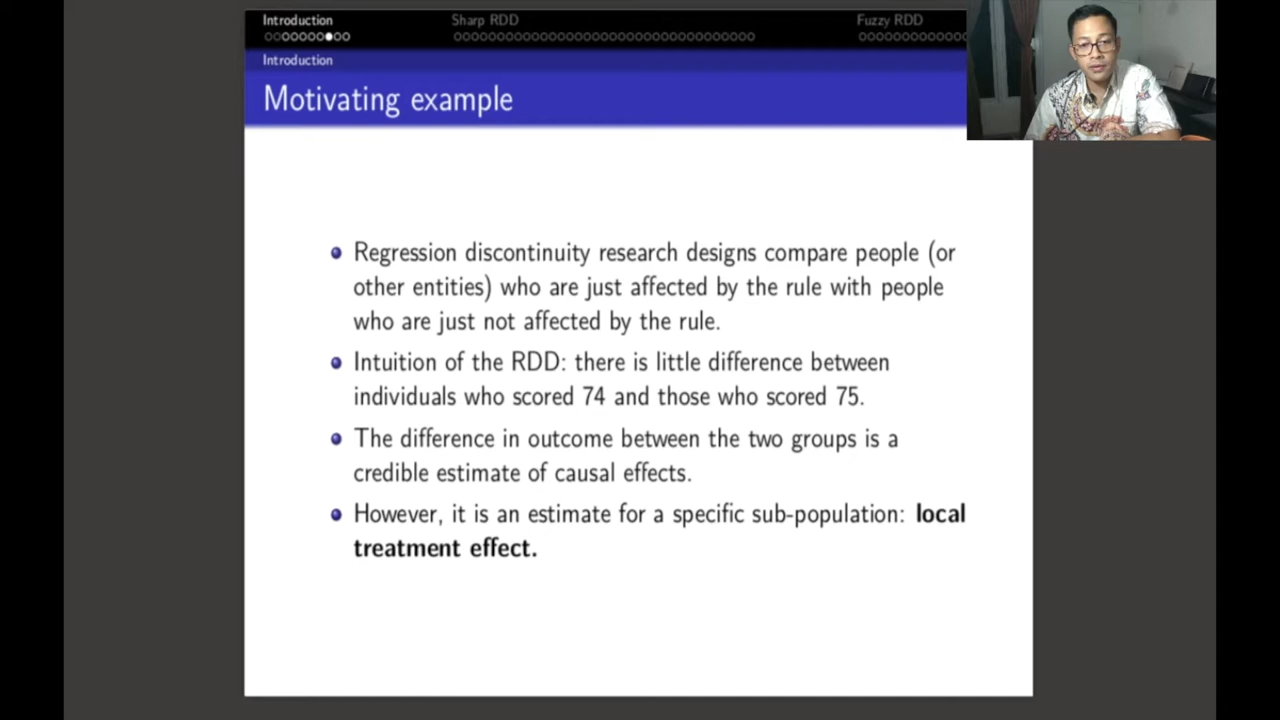 Introduction
Sharp RDD
Fuzzy RDD
Introduction
Motivating example
Regression discontinuity research designs compare people (or
other entities) who are just affected by the rule with people
who are just not affected by the rule.
Intuition of the RDD: there is little difference between
individuals who scored 74 and those who scored 75.
The difference in outcome between the two groups is a
credible estimate of causal effects.
However, it is an estimate for a specific sub-population: local
treatment effect.